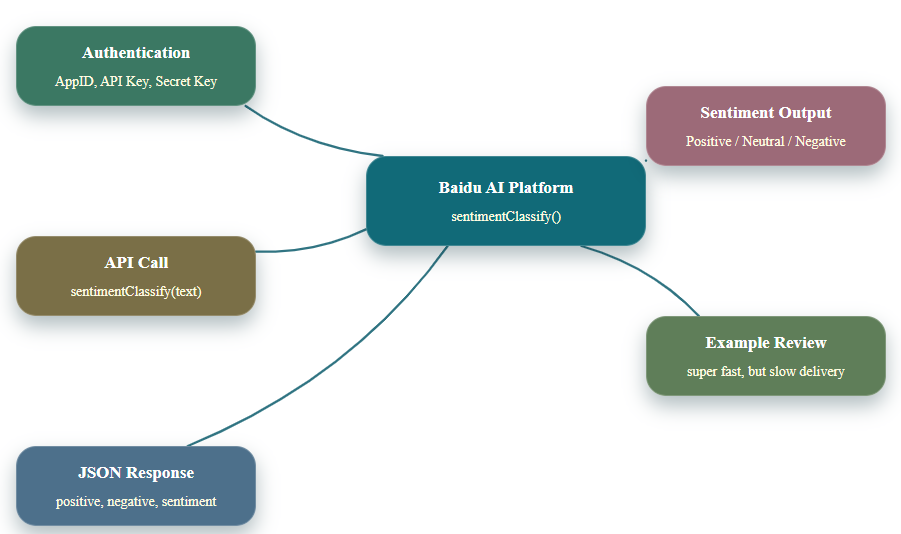 Authentication
AppID, API Key, Secret Key
Sentiment Output
Positive / Neutral / Negative
Baidu AI Platform
sentimentClassify()
API Call
sentimentClassify(text)
Example Review
super fast, but slow delivery
JSON Response
positive, negative, sentiment